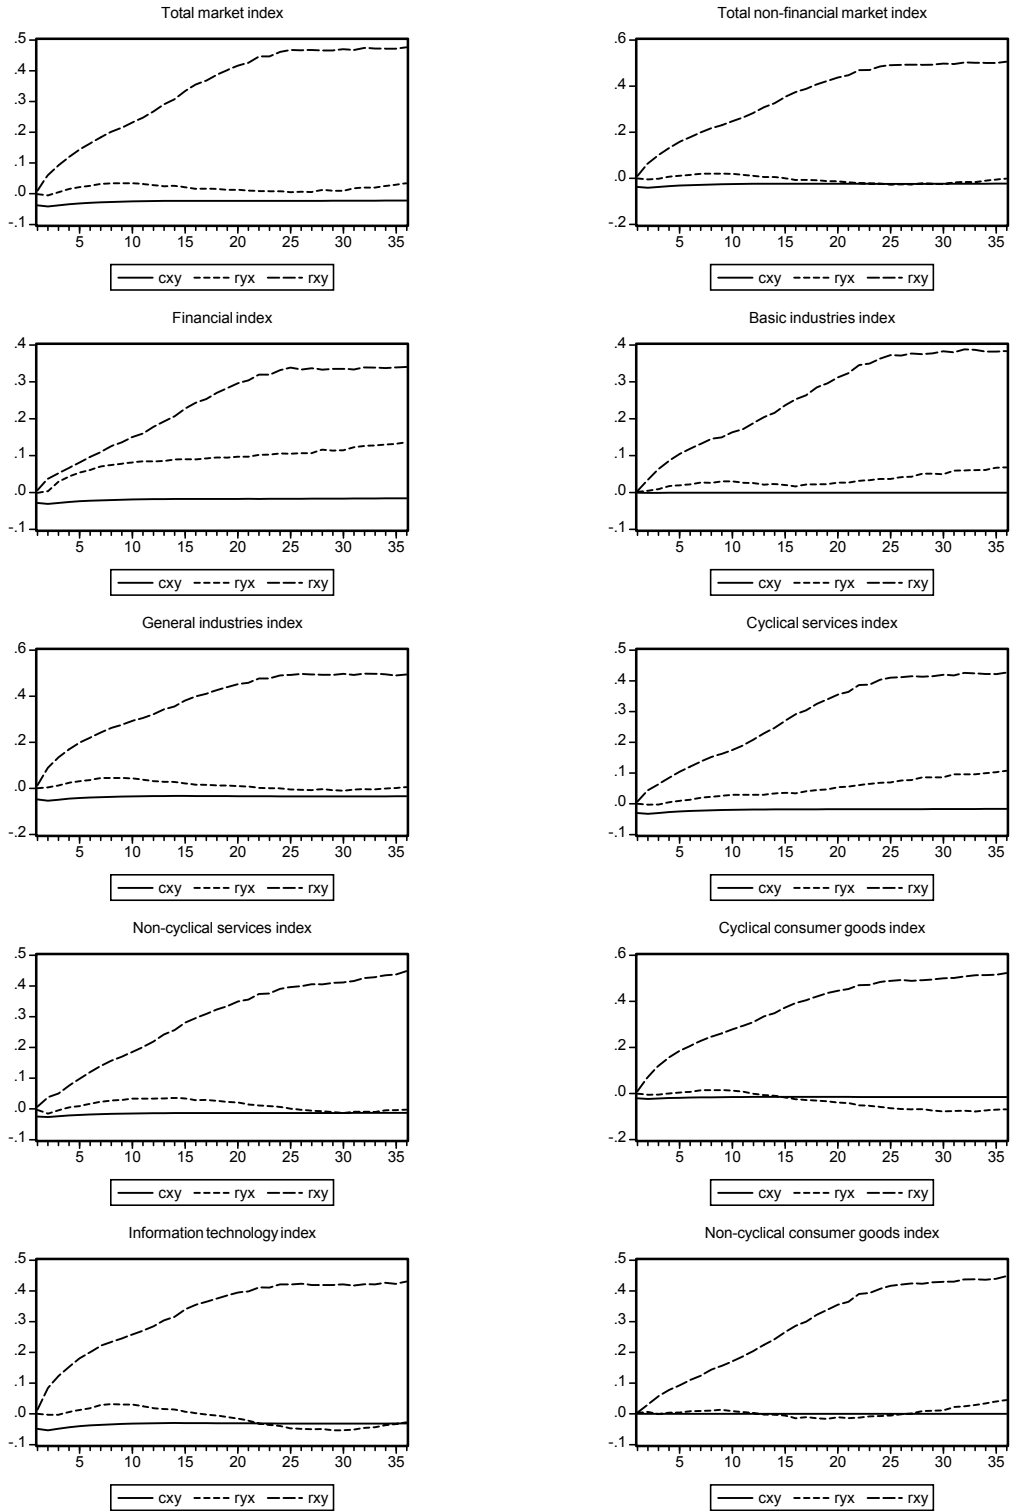 Total market index
.5
.4
.3
.2
.1
.0
-.1
5 10 15 20 25 30 35
cxy ryx rxy
Total non-financial market index
.6
.4
.2
.0
-.2
5 10 15 20 25 30 35
cxy ryx rxy
Financial index
.4
.3
.2
.1
.0
-.1
5 10 15 20 25 30 35
cxy ryx rxy
Basic industries index
.4
.3
.2
.1
.0
-.1
5 10 15 20 25 30 35
cxy ryx rxy
General industries index
.6
.4
.2
.0
-.2
5 10 15 20 25 30 35
cxy ryx rxy
Cyclical services index
.5
.4
.3
.2
.1
.0
-.1
5 10 15 20 25 30 35
cxy ryx rxy
Non-cyclical services index
.5
.4
.3
.2
.1
.0
-.1
5 10 15 20 25 30 35
cxy ryx rxy
Cyclical consumer goods index
.6
.4
.2
.0
-.2
5 10 15 20 25 30 35
cxy ryx rxy
Information technology index
.5
.4
.3
.2
.1
.0
-.1
5 10 15 20 25 30 35
cxy ryx rxy
Non-cyclical consumer goods index
.5
.4
.3
.2
.1
.0
-.1
5 10 15 20 25 30 35
cxy ryx rxy